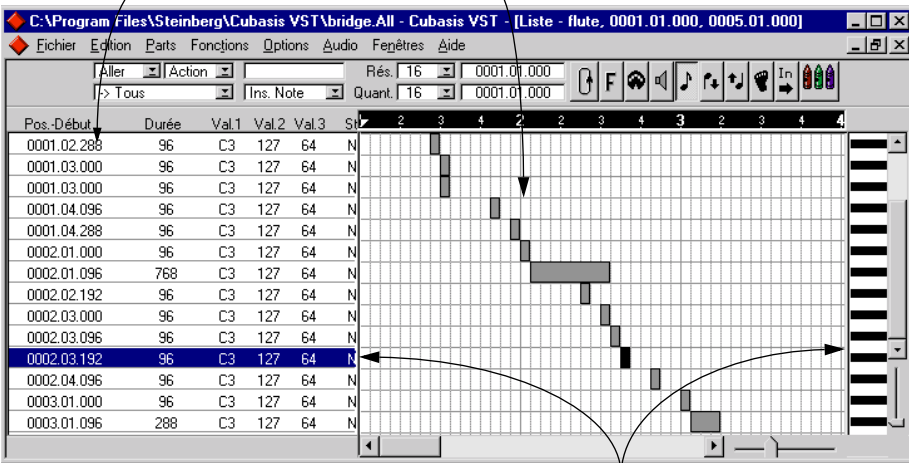 C:\Program Files\Steinberg\Cubasis VST\bridge.All - Cubasis VST - [Liste - flute, 0001.01.000, 0005.01.000]
Fichier Edition Parts Fonctions Options Audio Fenêtres Aide
Aller Action Rés. 16 0001.01.000
-> Tous Ins. Note Quant. 16 0001.01.000 F In
Pos.-Début Durée Val.1 Val.2 Val.3 St 2 3 4 2 2 3 4 3 2 3 4 4
0001.02.288 96 C3 127 64 N
0001.03.000 96 C3 127 64 N
0001.03.000 96 C3 127 64 N
0001.04.096 96 C3 127 64 N
0001.04.288 96 C3 127 64 N
0002.01.000 96 C3 127 64 N
0002.01.096 768 C3 127 64 N
0002.02.192 96 C3 127 64 N
0002.03.000 96 C3 127 64 N
0002.03.096 96 C3 127 64 N
0002.03.192 96 C3 127 64 N
0002.04.096 96 C3 127 64 N
0003.01.000 96 C3 127 64 N
0003.01.096 288 C3 127 64 N